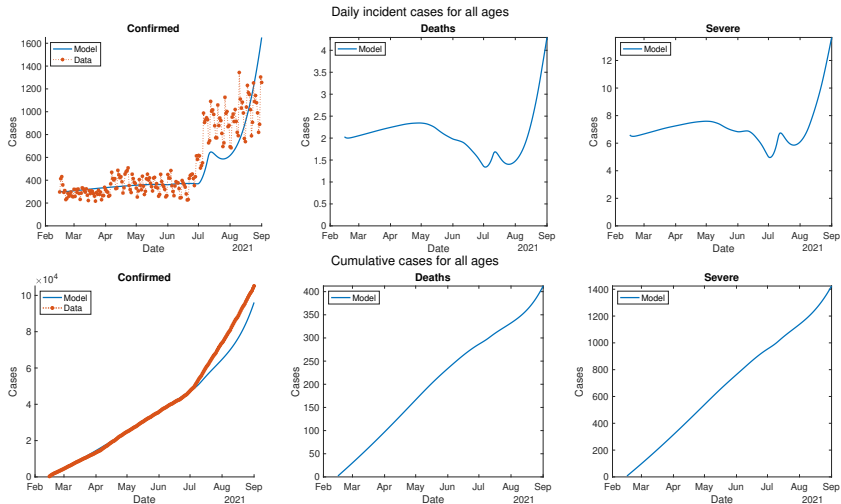 Daily incident cases for all ages
Confirmed
Deaths
Severe
Model
Data
Model
Model
1600
1400
1200
1000
800
600
400
200
0
Cases
Feb Mar Apr May Jun Jul Aug Sep
Date
2021
4
3.5
3
2.5
2
1.5
1
0.5
0
Cases
Feb Mar Apr May Jun Jul Aug Sep
Date
2021
12
10
8
6
4
2
0
Cases
Feb Mar Apr May Jun Jul Aug Sep
Date
2021
Cumulative cases for all ages
×10⁴
Confirmed
Deaths
Severe
Model
Data
Model
Model
10
8
6
4
2
0
Cases
Feb Mar Apr May Jun Jul Aug Sep
Date
2021
400
350
300
250
200
150
100
50
0
Cases
Feb Mar Apr May Jun Jul Aug Sep
Date
2021
1400
1200
1000
800
600
400
200
0
Cases
Feb Mar Apr May Jun Jul Aug Sep
Date
2021